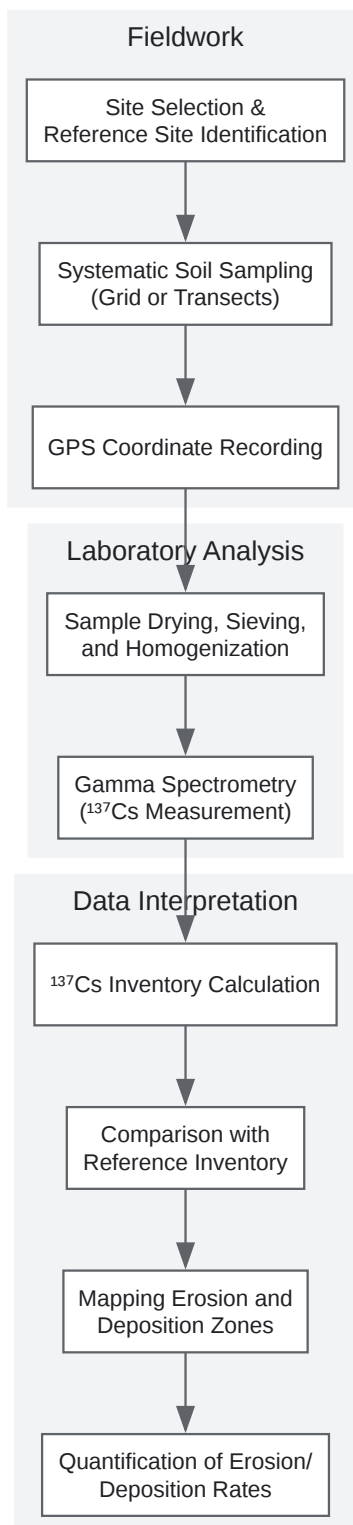 Fieldwork
Site Selection &
Reference Site Identification
Systematic Soil Sampling
(Grid or Transects)
GPS Coordinate Recording
Laboratory Analysis
Sample Drying, Sieving,
and Homogenization
Gamma Spectrometry
(¹³⁷Cs Measurement)
Data Interpretation
¹³⁷Cs Inventory Calculation
Comparison with
Reference Inventory
Mapping Erosion and
Deposition Zones
Quantification of Erosion/
Deposition Rates